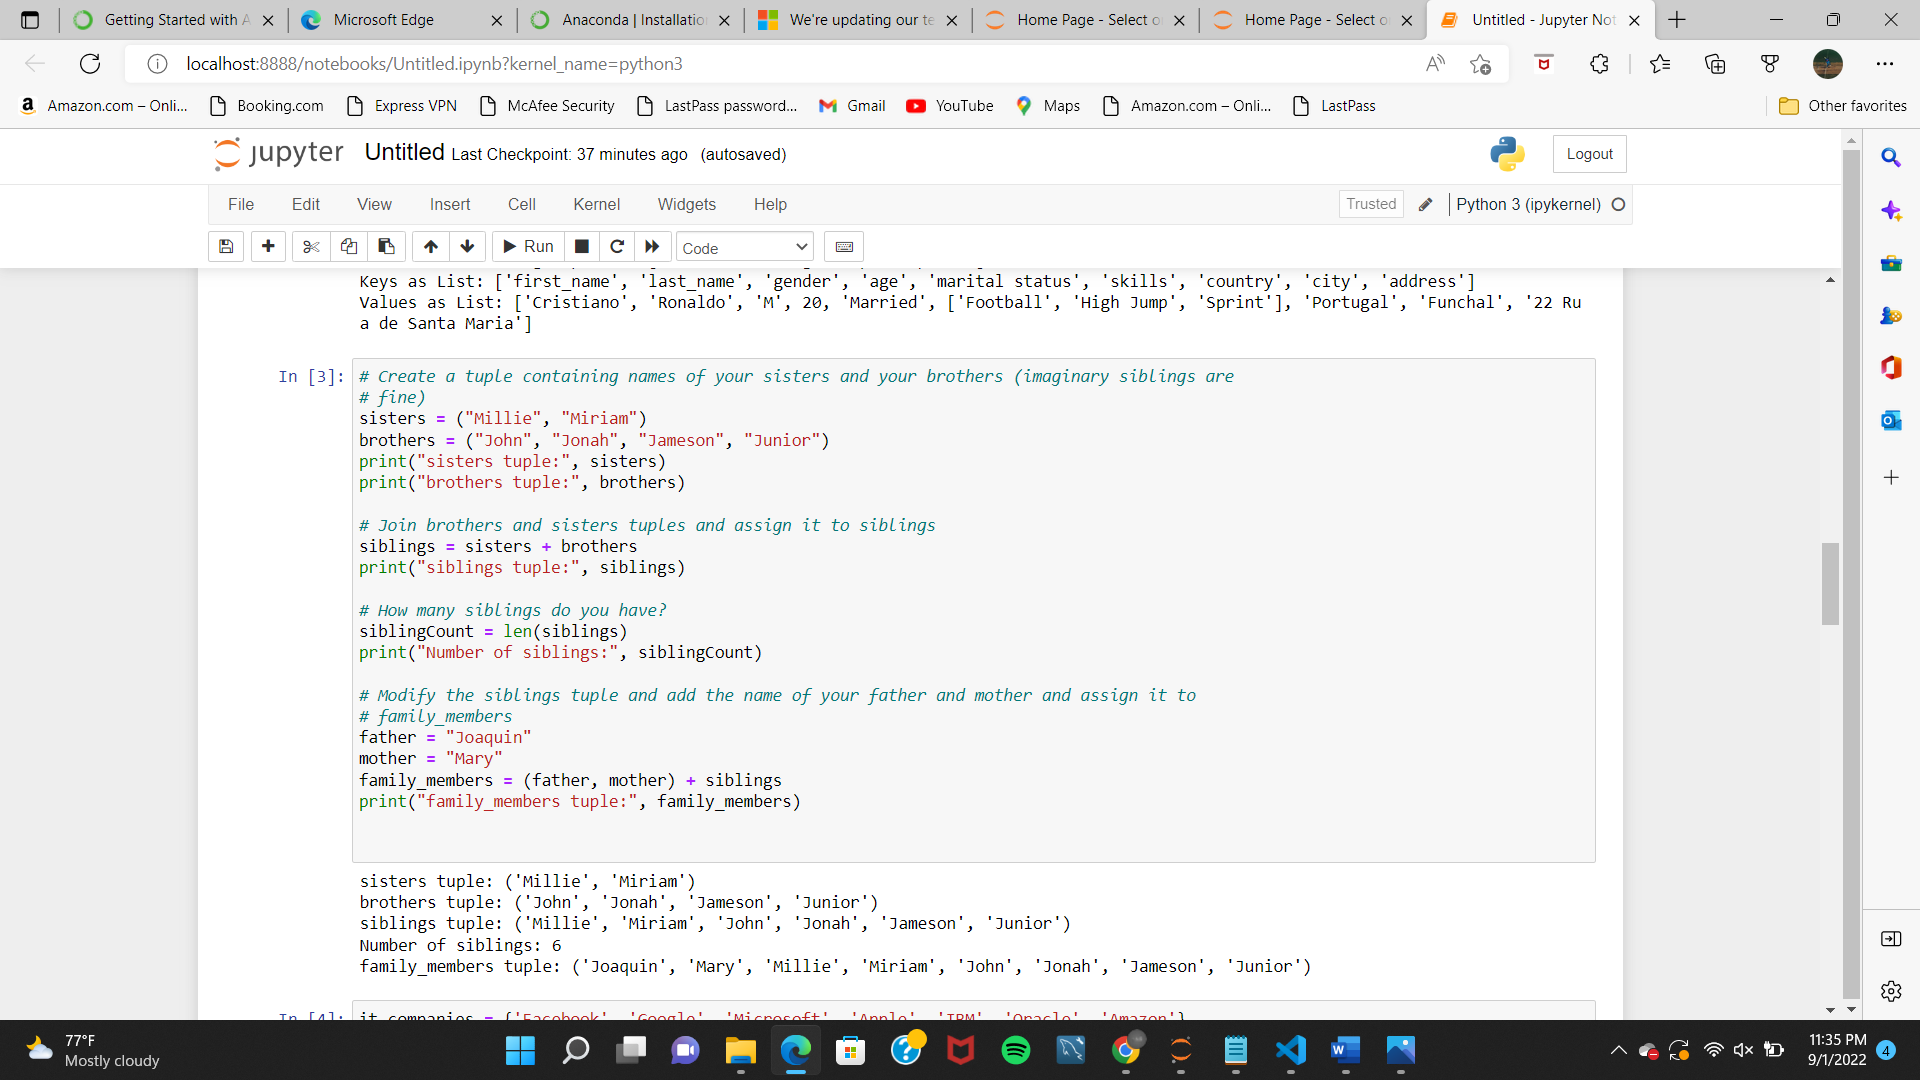 Getting Started with A
Microsoft Edge
Anaconda | Installatio
We're updating our te
Home Page - Select o
Home Page - Select o
Untitled - Jupyter Not
localhost:8888/notebooks/Untitled.ipynb?kernel_name=python3
Amazon.com – Onli...
Booking.com
Express VPN
McAfee Security
LastPass password...
Gmail
YouTube
Maps
Amazon.com – Onli...
LastPass
Other favorites
jupyter Untitled Last Checkpoint: 37 minutes ago (autosaved)
Logout
File Edit View Insert Cell Kernel Widgets Help
Trusted
Python 3 (ipykernel)
Run
Code
Keys as List: ['first_name', 'last_name', 'gender', 'age', 'marital status', 'skills', 'country', 'city', 'address']
Values as List: ['Cristiano', 'Ronaldo', 'M', 20, 'Married', ['Football', 'High Jump', 'Sprint'], 'Portugal', 'Funchal', '22 Ru
a de Santa Maria']
In [3]: # Create a tuple containing names of your sisters and your brothers (imaginary siblings are
# fine)
sisters = ("Millie", "Miriam")
brothers = ("John", "Jonah", "Jameson", "Junior")
print("sisters tuple:", sisters)
print("brothers tuple:", brothers)
# Join brothers and sisters tuples and assign it to siblings
siblings = sisters + brothers
print("siblings tuple:", siblings)
# How many siblings do you have?
siblingCount = len(siblings)
print("Number of siblings:", siblingCount)
# Modify the siblings tuple and add the name of your father and mother and assign it to
# family_members
father = "Joaquin"
mother = "Mary"
family_members = (father, mother) + siblings
print("family_members tuple:", family_members)
sisters tuple: ('Millie', 'Miriam')
brothers tuple: ('John', 'Jonah', 'Jameson', 'Junior')
siblings tuple: ('Millie', 'Miriam', 'John', 'Jonah', 'Jameson', 'Junior')
Number of siblings: 6
family_members tuple: ('Joaquin', 'Mary', 'Millie', 'Miriam', 'John', 'Jonah', 'Jameson', 'Junior')
In [4]: it_companies = {'Facebook', 'Google', 'Microsoft', 'Apple', 'IBM', 'Oracle', 'Amazon'}
77°F
Mostly cloudy
11:35 PM
9/1/2022
4